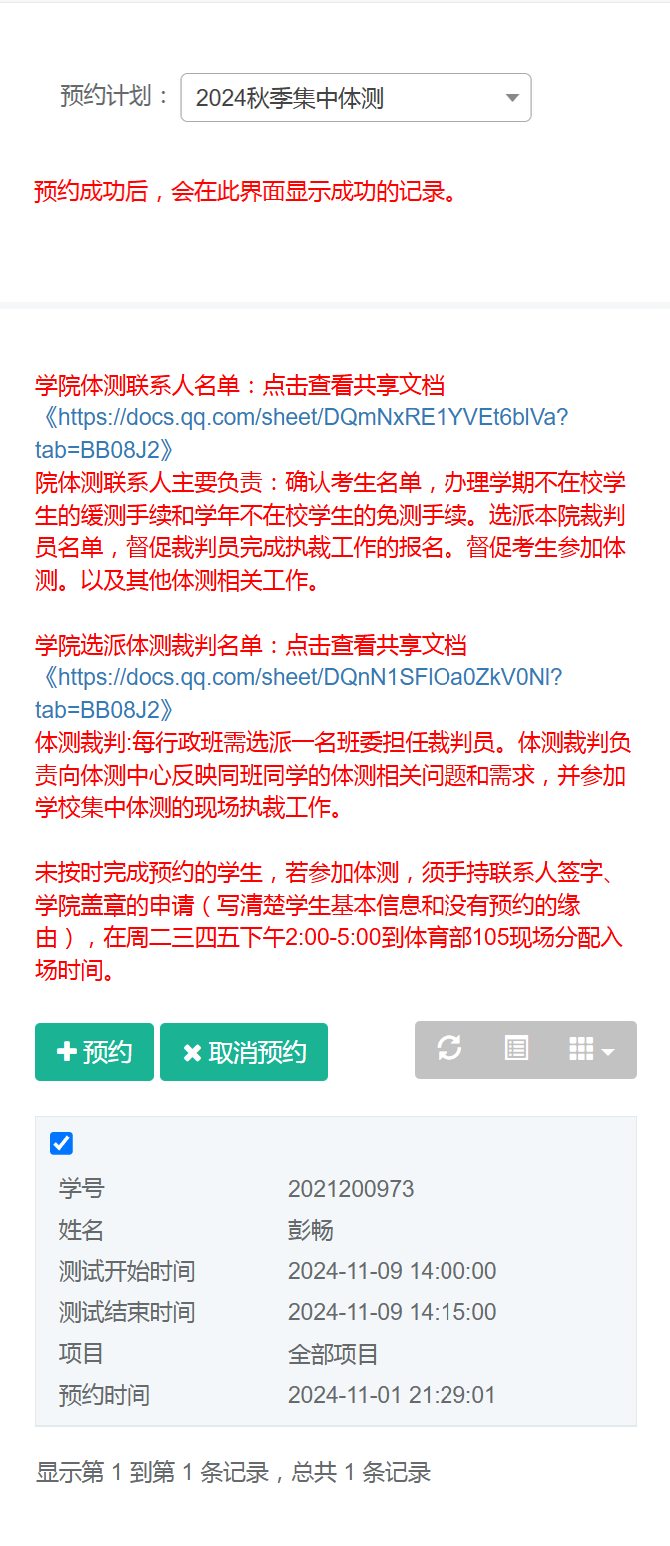 预约计划：
2024秋季集中体测
预约成功后，会在此界面显示成功的记录。
学院体测联系人名单：点击查看共享文档
《https://docs.qq.com/sheet/DQmNxRE1YVEt6blVa?
tab=BB08J2》
院体测联系人主要负责：确认考生名单，办理学期不在校学
生的缓测手续和学年不在校学生的免测手续。选派本院裁判
员名单，督促裁判员完成执裁工作的报名。督促考生参加体
测。以及其他体测相关工作。
学院选派体测裁判名单：点击查看共享文档
《https://docs.qq.com/sheet/DQnN1SFlOa0ZkV0Nl?
tab=BB08J2》
体测裁判:每行政班需选派一名班委担任裁判员。体测裁判负
责向体测中心反映同班同学的体测相关问题和需求，并参加
学校集中体测的现场执裁工作。
未按时完成预约的学生，若参加体测，须手持联系人签字、
学院盖章的申请（写清楚学生基本信息和没有预约的缘
由），在周二三四五下午2:00-5:00到体育部105现场分配入
场时间。
预约 取消预约
学号 2021200973
姓名 彭畅
测试开始时间 2024-11-09 14:00:00
测试结束时间 2024-11-09 14:15:00
项目 全部项目
预约时间 2024-11-01 21:29:01
显示第 1 到第 1 条记录，总共 1 条记录